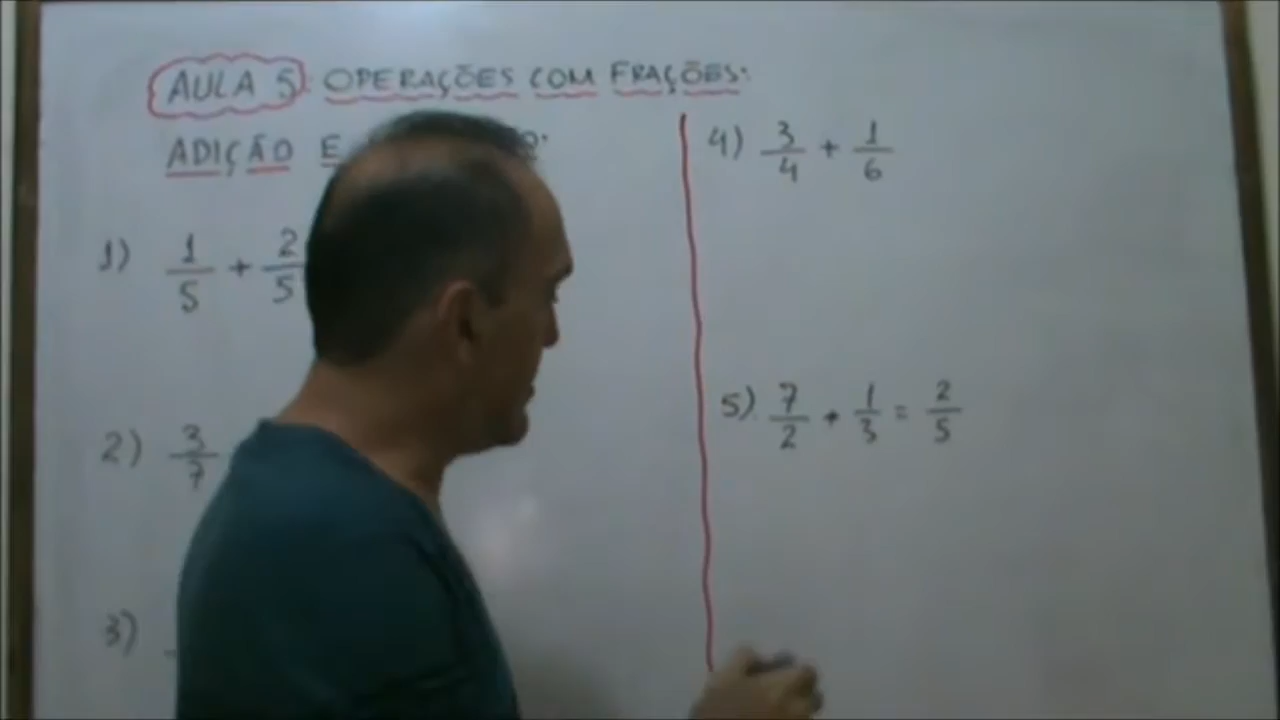 AULA 5: OPERAÇÕES COM FRAÇÕES.
ADIÇÃO E
1) 1/5 + 2/5
2) 3/7
3)
4) 3/4 + 1/6
5) 7/2 + 1/3 = 2/5